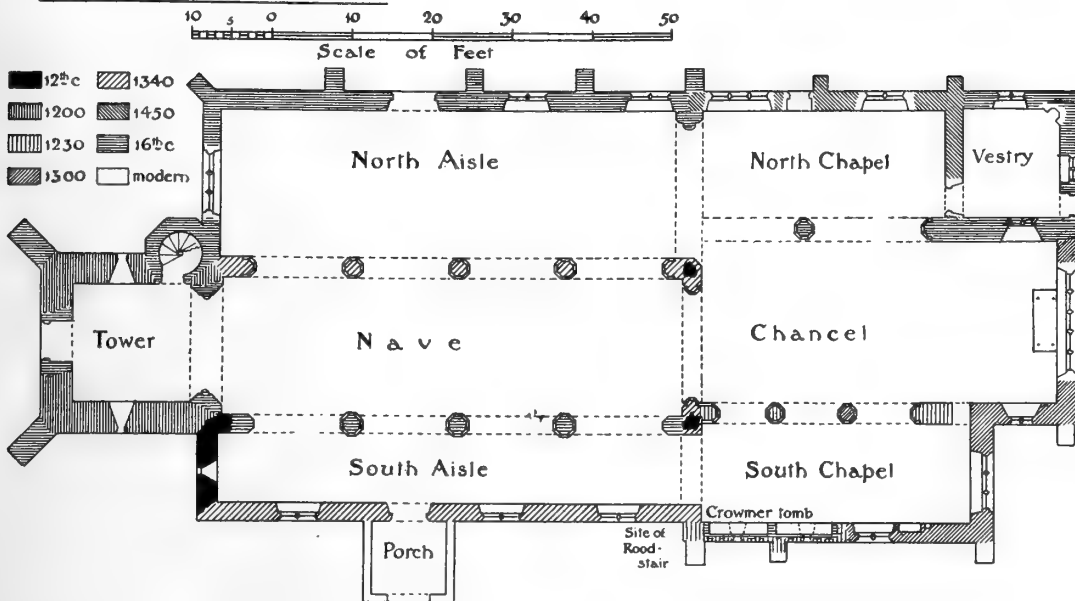 10 5 0 10 20 30 40 50
Scale of Feet
12th c
1340
1200
1450
1230
16th c
1300
modern
North Aisle
North Chapel
Vestry
Tower
Nave
Chancel
South Aisle
South Chapel
Crowmer tomb
Site of
Rood-
stair
Porch